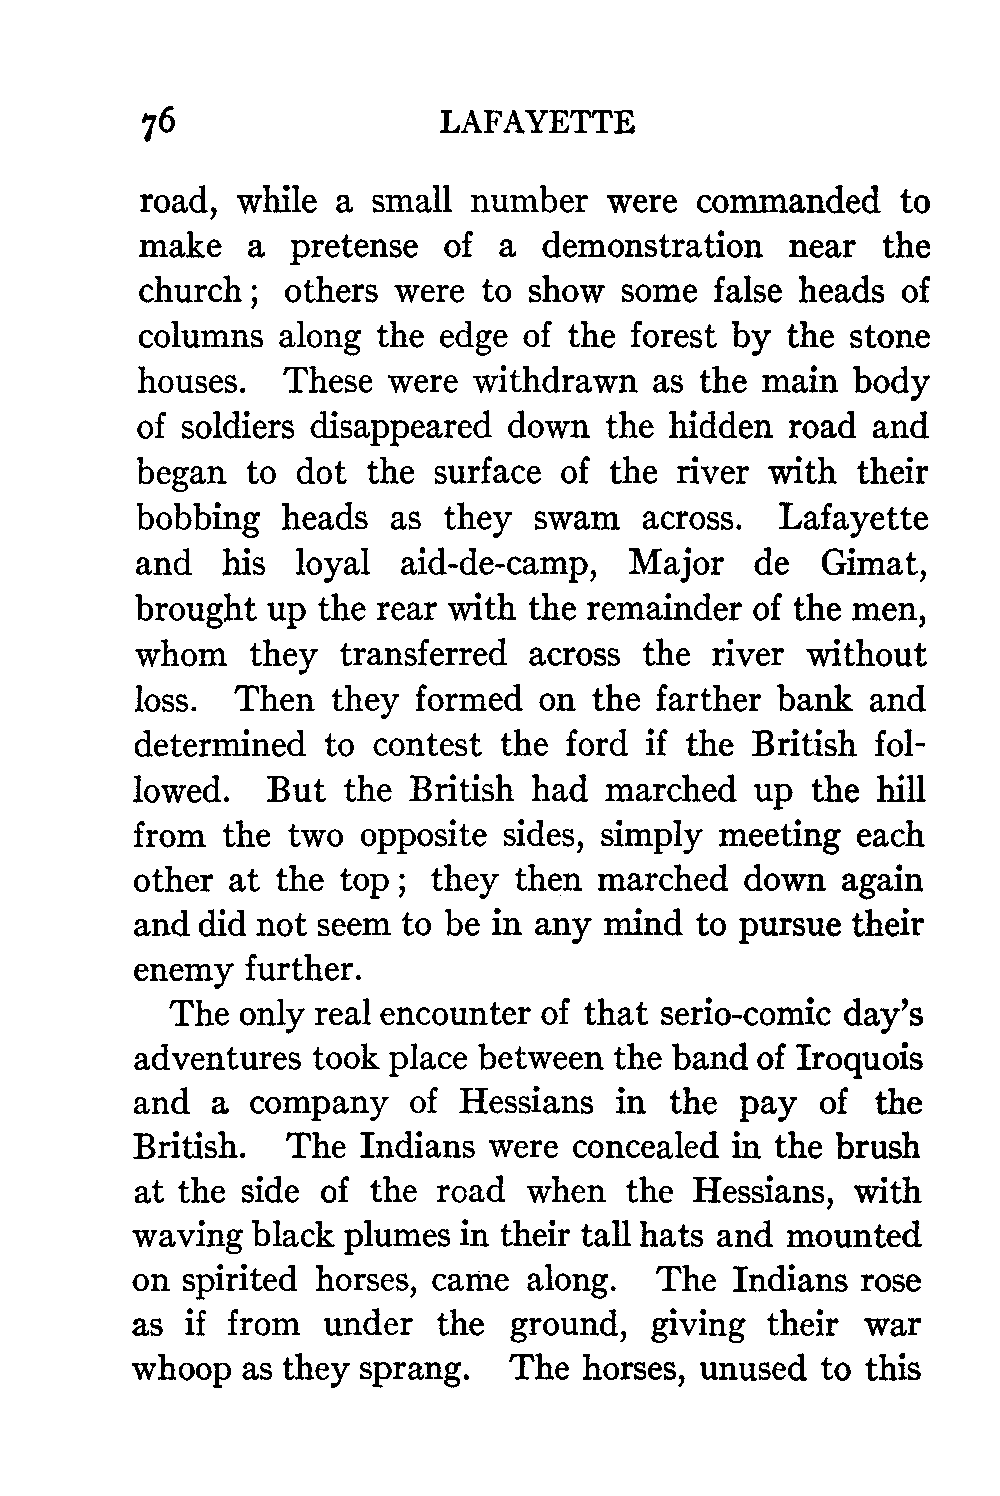 76 LAFAYETTE
road, while a small number were commanded to
make a pretense of a demonstration near the
church; others were to show some false heads of
columns along the edge of the forest by the stone
houses. These were withdrawn as the main body
of soldiers disappeared down the hidden road and
began to dot the surface of the river with their
bobbing heads as they swam across. Lafayette
and his loyal aid-de-camp, Major de Gimat,
brought up the rear with the remainder of the men,
whom they transferred across the river without
loss. Then they formed on the farther bank and
determined to contest the ford if the British fol-
lowed. But the British had marched up the hill
from the two opposite sides, simply meeting each
other at the top; they then marched down again
and did not seem to be in any mind to pursue their
enemy further.
The only real encounter of that serio-comic day's
adventures took place between the band of Iroquois
and a company of Hessians in the pay of the
British. The Indians were concealed in the brush
at the side of the road when the Hessians, with
waving black plumes in their tall hats and mounted
on spirited horses, came along. The Indians rose
as if from under the ground, giving their war
whoop as they sprang. The horses, unused to this